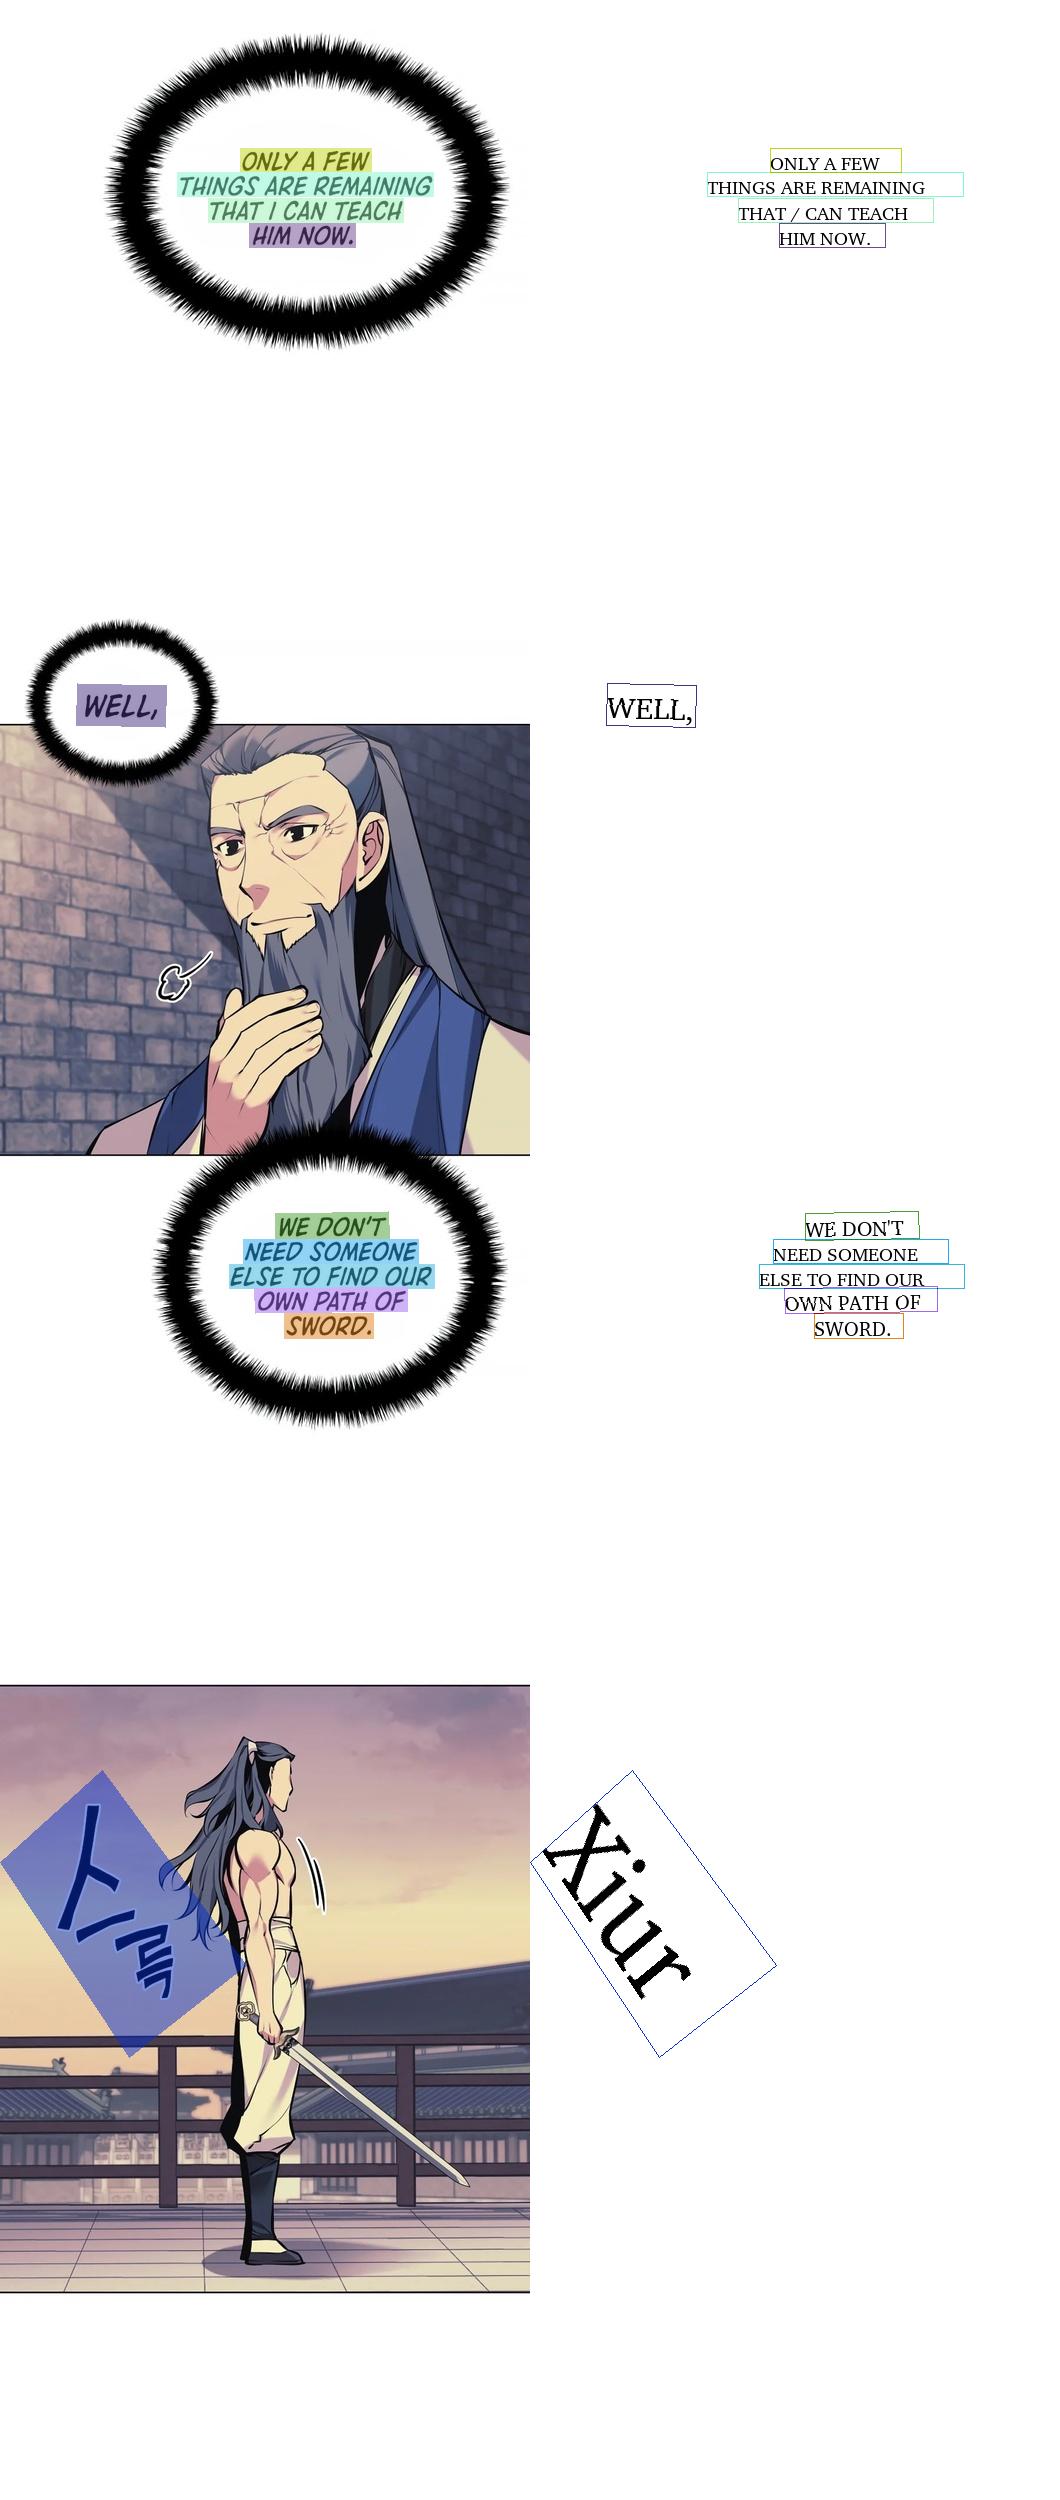 ONLY A FEW
THINGS ARE REMAINING
THAT I CAN TEACH
HIM NOW.
ONLY A FEW
THINGS ARE REMAINING
THAT / CAN TEACH
HIM NOW.
WELL,
WELL,
WE DON'T
NEED SOMEONE
ELSE TO FIND OUR
OWN PATH OF
SWORD.
WE DON'T
NEED SOMEONE
ELSE TO FIND OUR
OWN PATH OF
SWORD.
스륵
Xiur